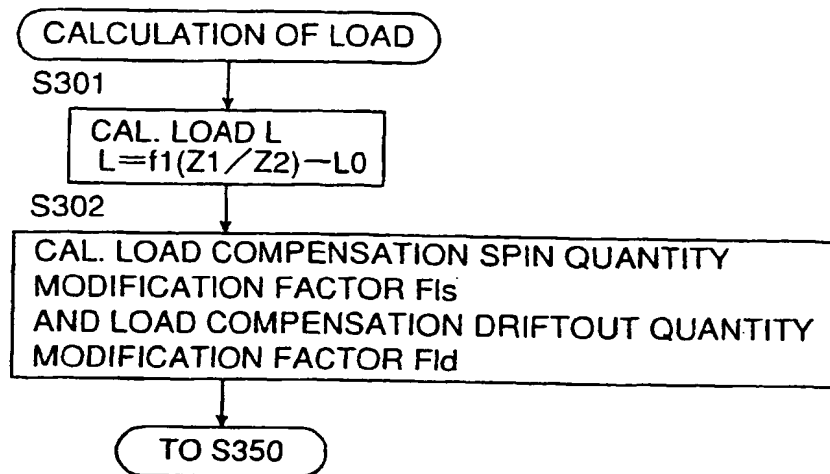 CALCULATION OF LOAD
S301
CAL. LOAD L
L=f1(Z1/Z2)-L0
S302
CAL. LOAD COMPENSATION SPIN QUANTITY
MODIFICATION FACTOR Fls
AND LOAD COMPENSATION DRIFTOUT QUANTITY
MODIFICATION FACTOR Fld
TO S350